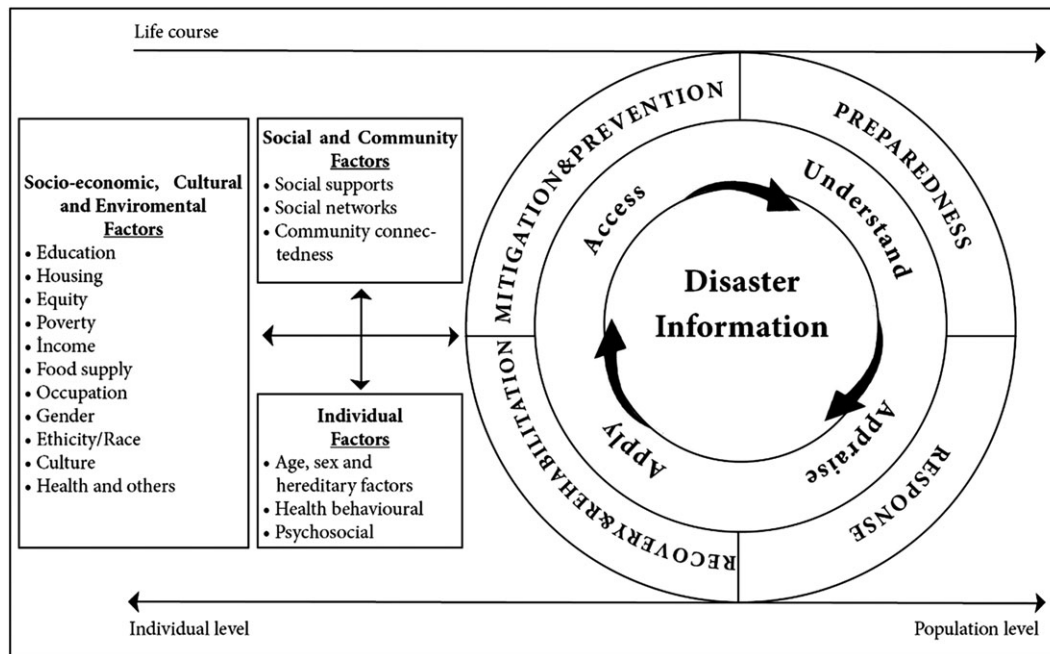 Life course
Socio-economic, Cultural
and Enviromental
Factors
• Education
• Housing
• Equity
• Poverty
• İncome
• Food supply
• Occupation
• Gender
• Ethicity/Race
• Culture
• Health and others
Social and Community
Factors
• Social supports
• Social networks
• Community connec-
tedness
Individual
Factors
• Age, sex and
hereditary factors
• Health behavioural
• Psychosocial
MITIGATION&PREVENTION
PREPAREDNESS
RESPONSE
RECOVERY&REHABILITATION
Access
Understand
Appraise
Apply
Disaster
Information
Individual level
Population level